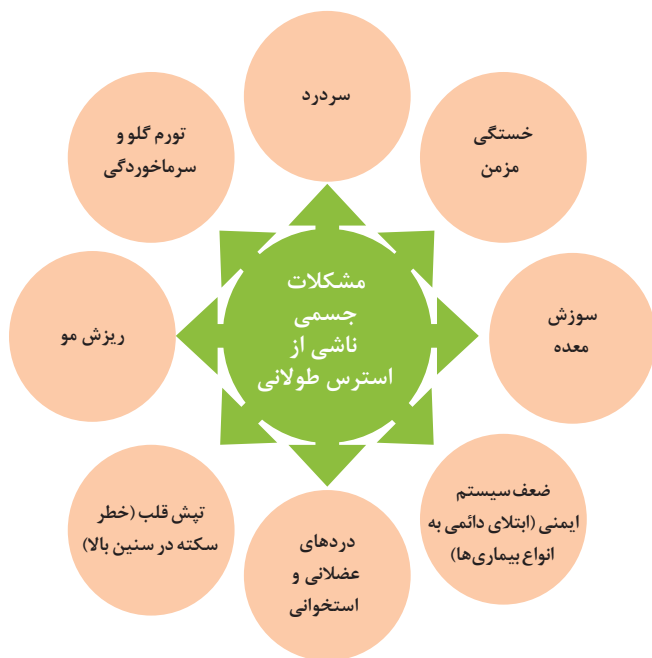 مشکلات
جسمی
ناشی از
استرس طولانی
سردرد
خستگی
مزمن
سوزش
معده
ضعف سیستم
ایمنی (ابتلای دائمی به
انواع بیماری‌ها)
دردهای
عضلانی و
استخوانی
تپش قلب (خطر
سکته در سنین بالا)
ریزش مو
تورم گلو و
سرماخوردگی